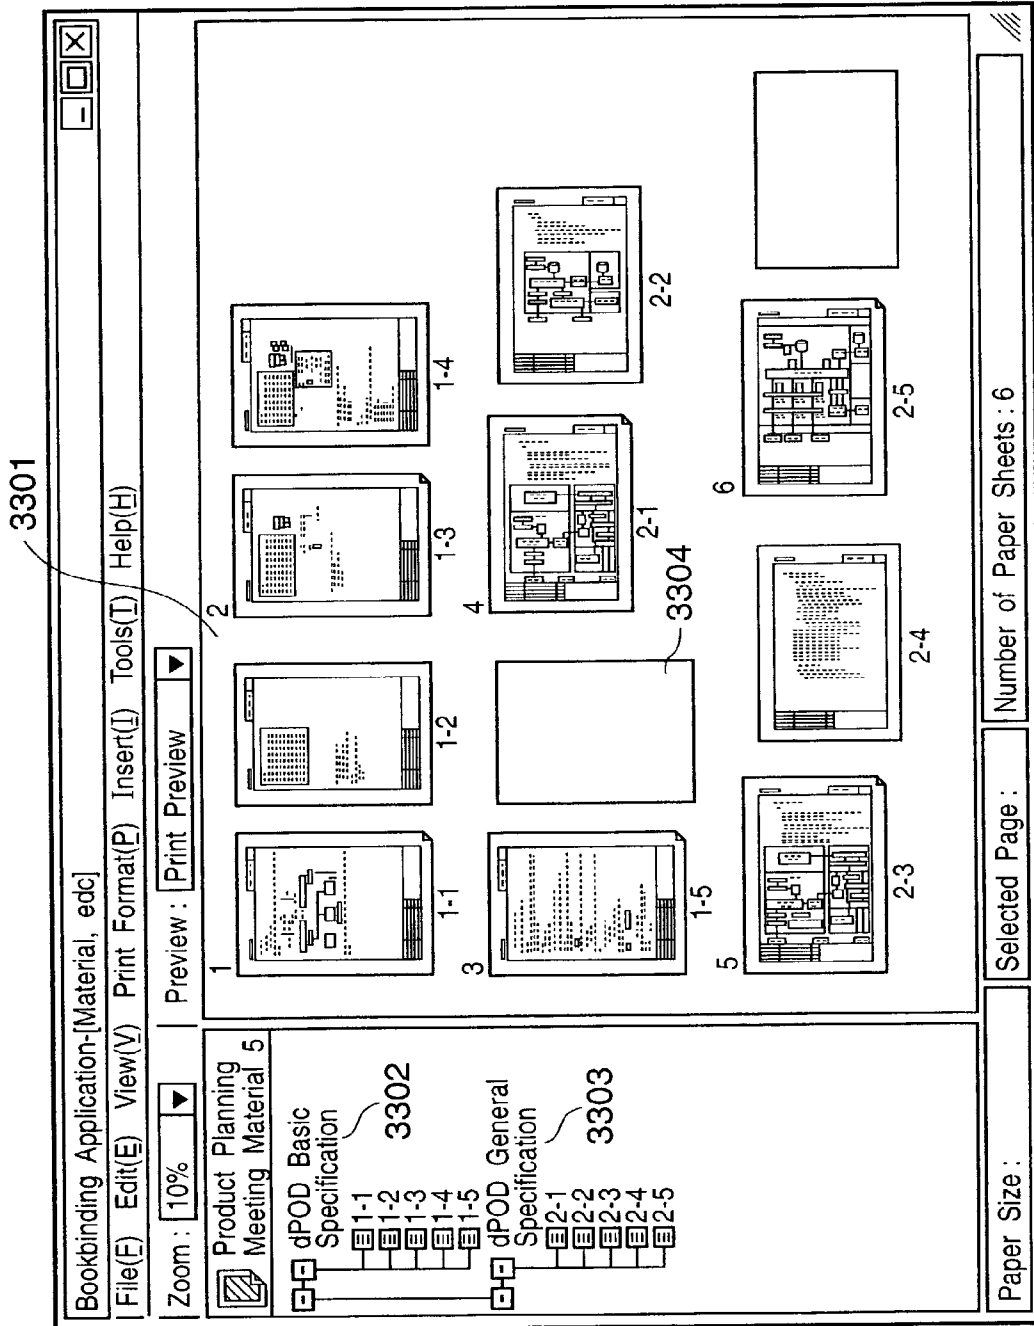 3301
Bookbinding Application-[Material, edc]
File(F) Edit(E) View(V) Print Format(P) Insert(I) Tools(T) Help(H)
Zoom : 10% Preview : Print Preview
Product Planning
Meeting Material 5
dPOD Basic
Specification
3302
1-1
1-2
1-3
1-4
1-5
dPOD General
Specification
3303
2-1
2-2
2-3
2-4
2-5
1
1-1
1-2
2
1-3
1-4
3
1-5
3304
4
2-1
2-2
5
2-3
2-4
6
2-5
Paper Size :
Selected Page :
Number of Paper Sheets : 6